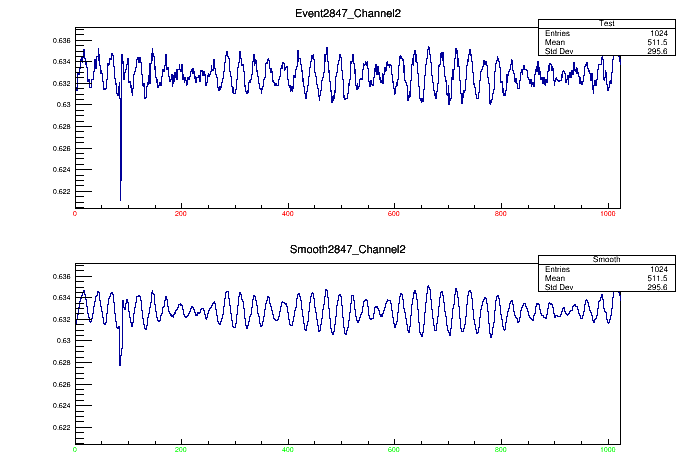 Event2847_Channel2
Test
Entries 1024
Mean 511.5
Std Dev 295.6
0.636
0.634
0.632
0.63
0.628
0.626
0.624
0.622
0 200 400 600 800 1000
Smooth2847_Channel2
Smooth
Entries 1024
Mean 511.5
Std Dev 295.6
0.636
0.634
0.632
0.63
0.628
0.626
0.624
0.622
0 200 400 600 800 1000